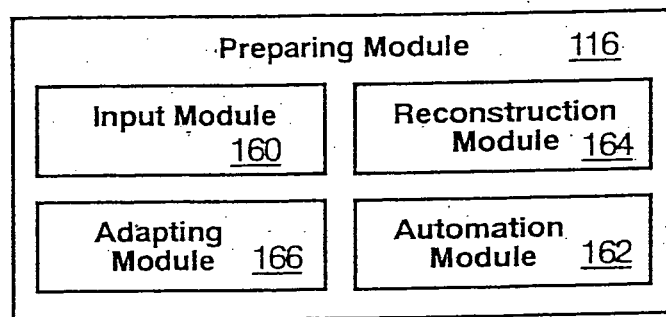 Preparing Module 116
Input Module
160
Reconstruction
Module 164
Adapting
Module 166
Automation
Module 162